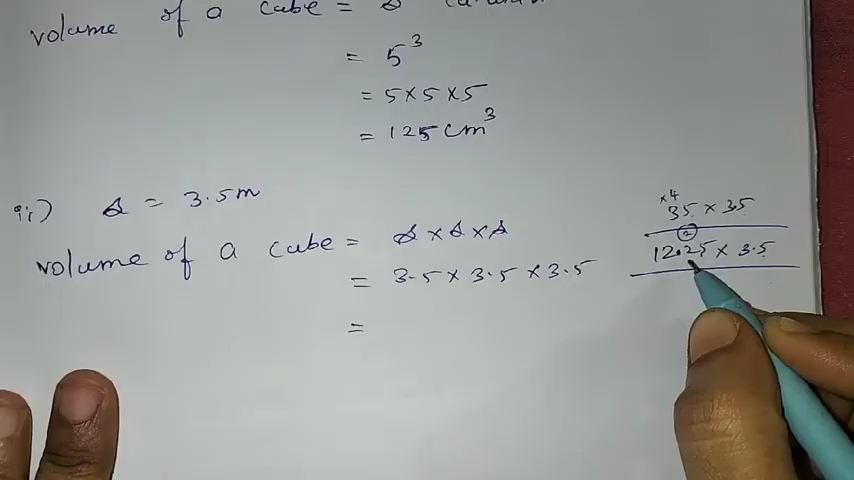 volume of a cube =
= 5³
= 5×5×5
= 125 cm³
ii) s = 3.5m
volume of a cube = s × s × s
= 3.5 × 3.5 × 3.5
=
×4
35 × 35
2
12.25 × 3.5